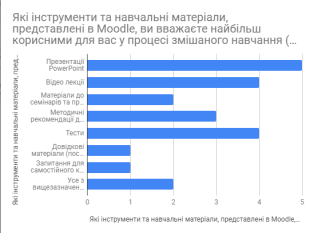 Які інструменти та навчальні матеріали,
представлені в Moodle, ви вважаєте найбільш
корисними для вас у процесі змішаного навчання (…
Які інструменти та навчальні матеріали, пред…
Презентації
PowerPoint
Відео лекції
Матеріали до
семінарів та пр…
Методичні
рекомендації д…
Тести
Довідкові
матеріали (пос…
Запитання для
самостійного к…
Усе з
вищезазначен…
0
1
2
3
4
5
Які інструменти та навчальні матеріали, представлені в Moodle,…